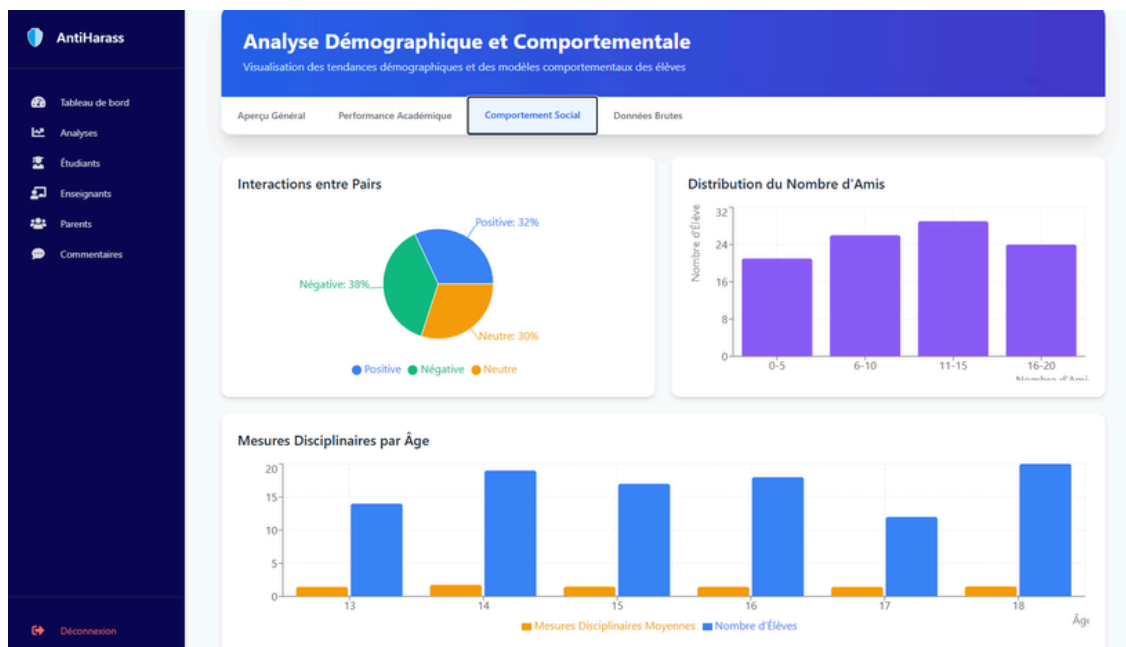 AntiHarass
Tableau de bord
Analyses
Étudiants
Enseignants
Parents
Commentaires
Déconnexion
Analyse Démographique et Comportementale
Visualisation des tendances démographiques et des modèles comportementaux des élèves
Aperçu Général Performance Académique Comportement Social Données Brutes
Interactions entre Pairs
Positive: 32%
Négative: 38%
Neutre: 30%
Positive Négative Neutre
Distribution du Nombre d'Amis
Nombre d'Élève
32
24
16
8
0
0-5 6-10 11-15 16-20
Nombre d'Ami
Mesures Disciplinaires par Âge
20
15
10
5
0
13 14 15 16 17 18
Âge
Mesures Disciplinaires Moyennes Nombre d'Élèves